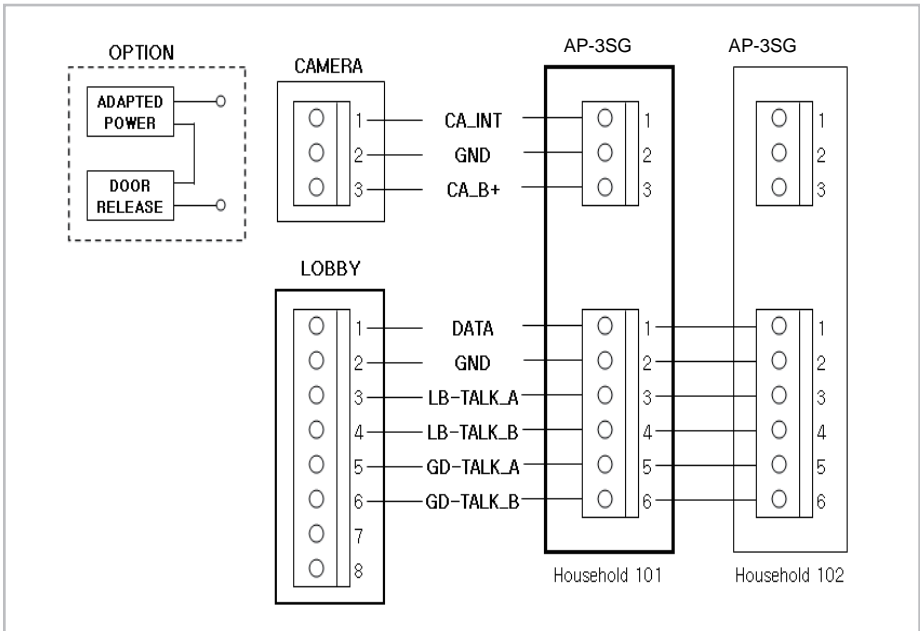 OPTION
ADAPTED
POWER
DOOR
RELEASE
CAMERA
1
2
3
CA_INT
GND
CA_B+
AP-3SG
1
2
3
AP-3SG
1
2
3
LOBBY
1
2
3
4
5
6
7
8
DATA
GND
LB-TALK_A
LB-TALK_B
GD-TALK_A
GD-TALK_B
1
2
3
4
5
6
Household 101
1
2
3
4
5
6
Household 102